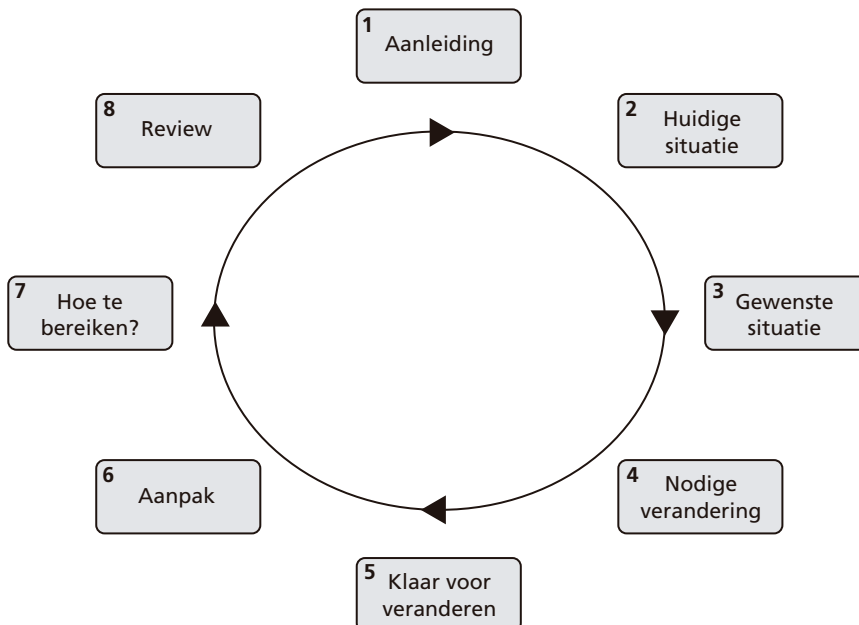 1
Aanleiding
2
Huidige
situatie
3
Gewenste
situatie
4
Nodige
verandering
5
Klaar voor
veranderen
6
Aanpak
7
Hoe te
bereiken?
8
Review